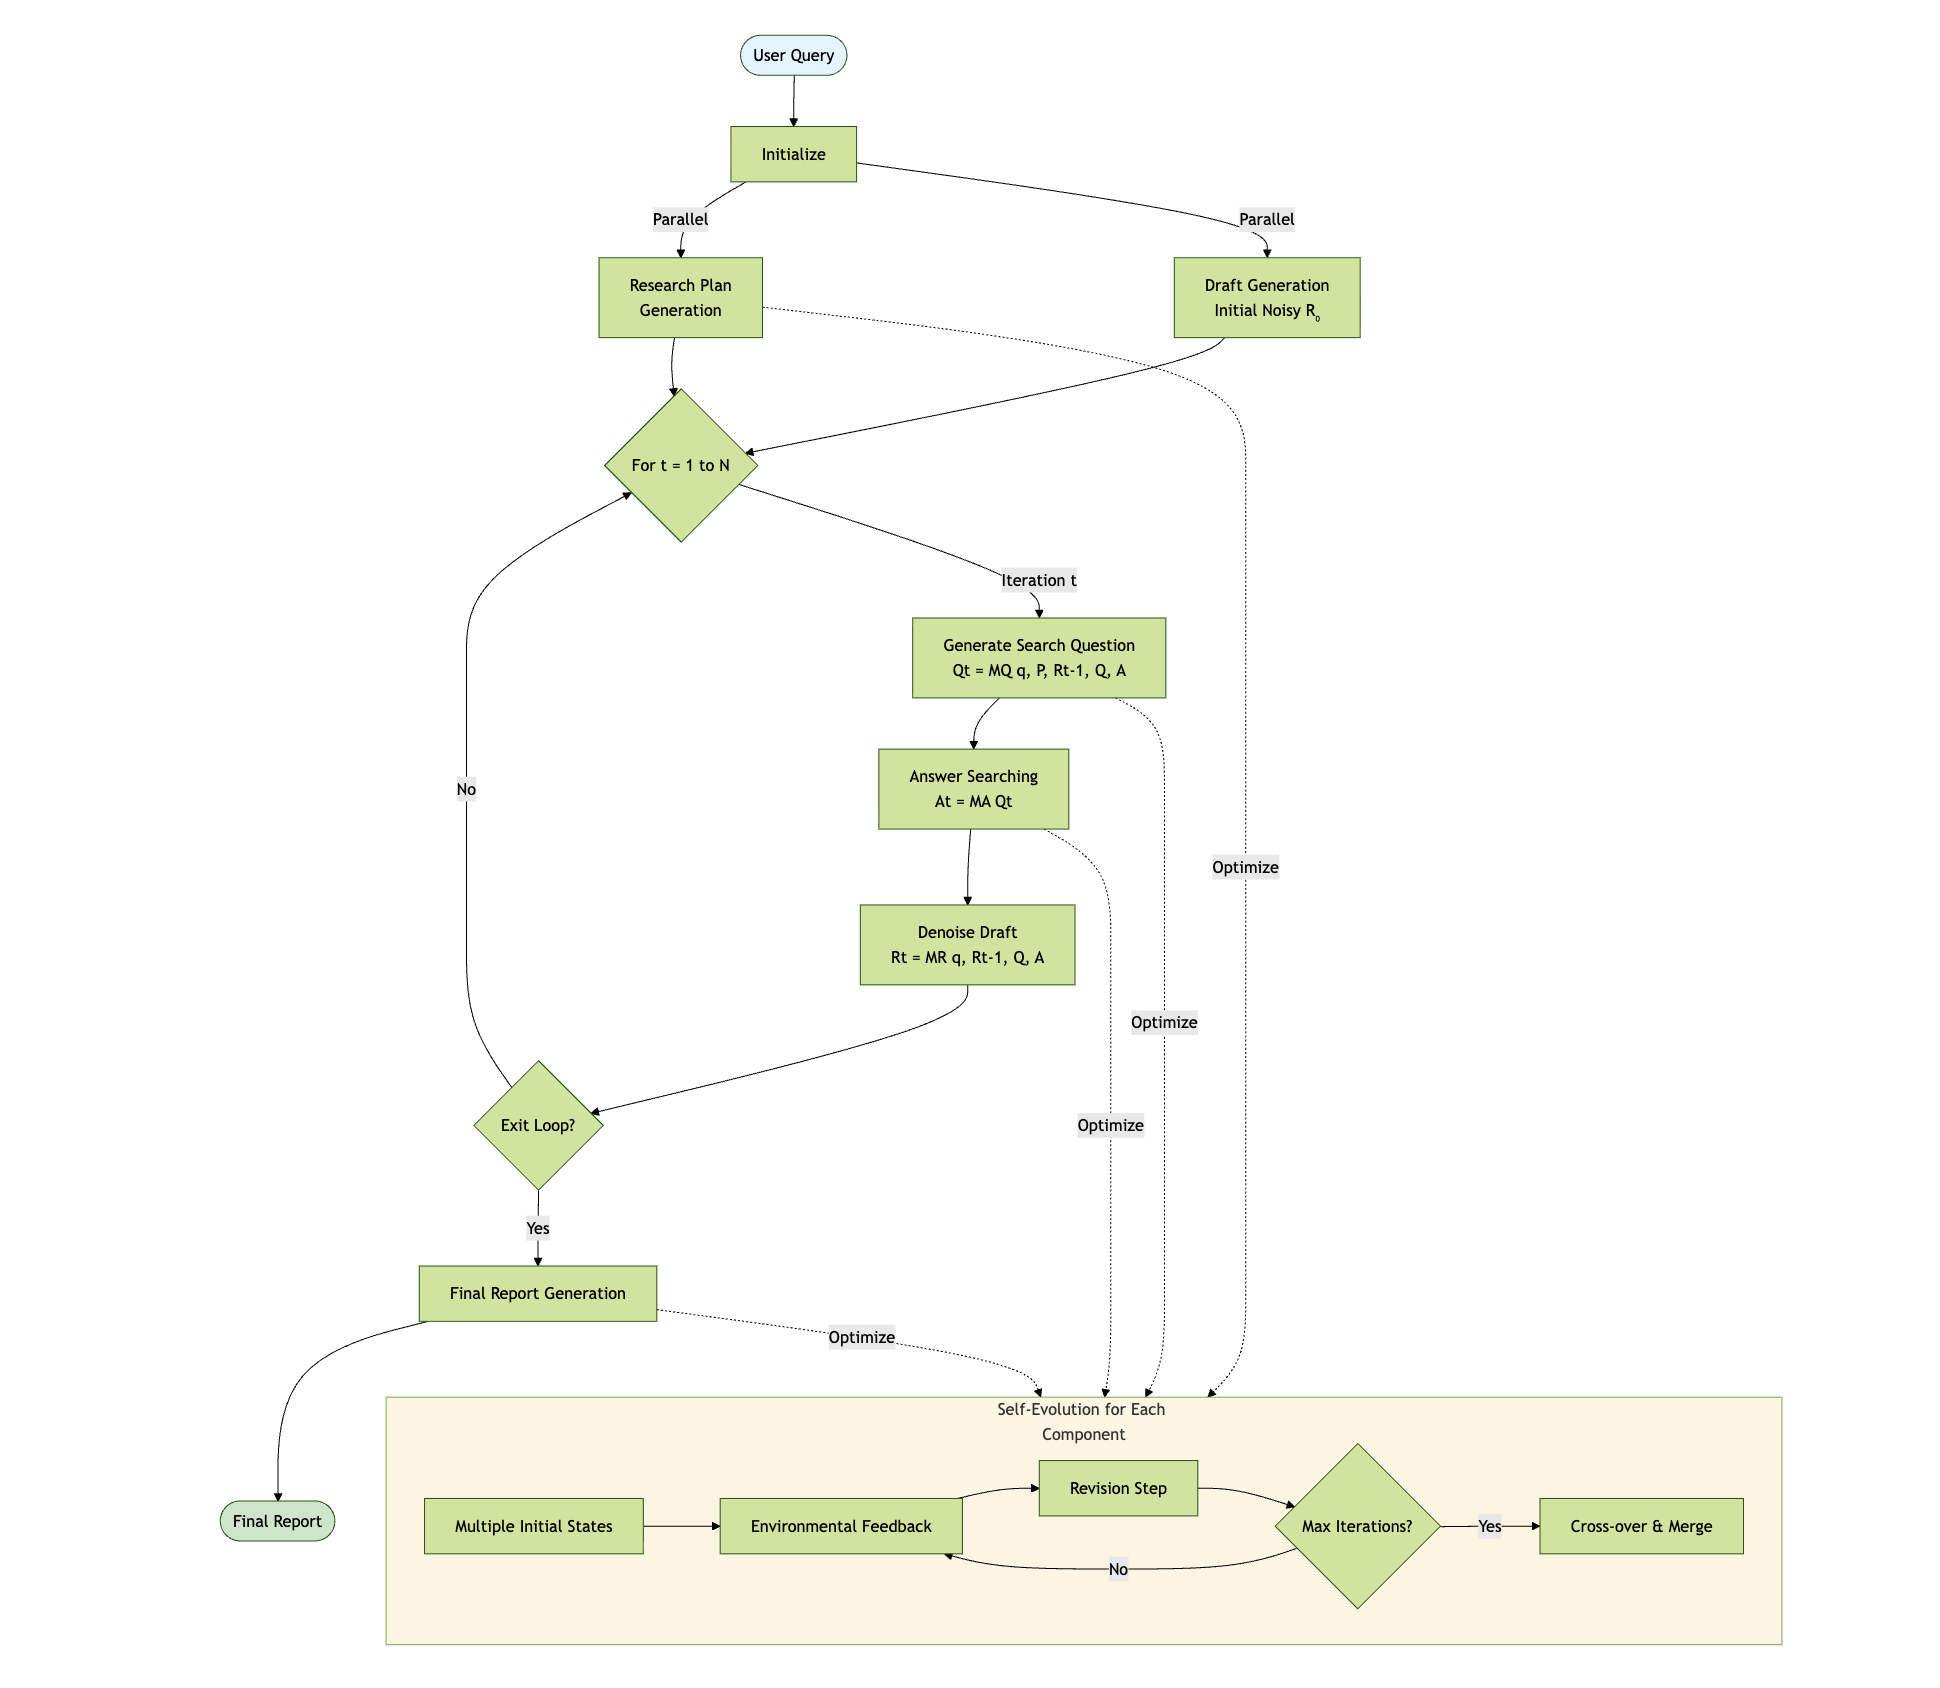 User Query
Initialize
Parallel
Parallel
Research Plan
Generation
Draft Generation
Initial Noisy R₀
For t = 1 to N
Iteration t
Generate Search Question
Qt = MQ q, P, Rt-1, Q, A
No
Answer Searching
At = MA Qt
Optimize
Denoise Draft
Rt = MR q, Rt-1, Q, A
Optimize
Exit Loop?
Optimize
Yes
Final Report Generation
Optimize
Self-Evolution for Each
Component
Final Report
Multiple Initial States
Environmental Feedback
Revision Step
Max Iterations?
Yes
Cross-over & Merge
No